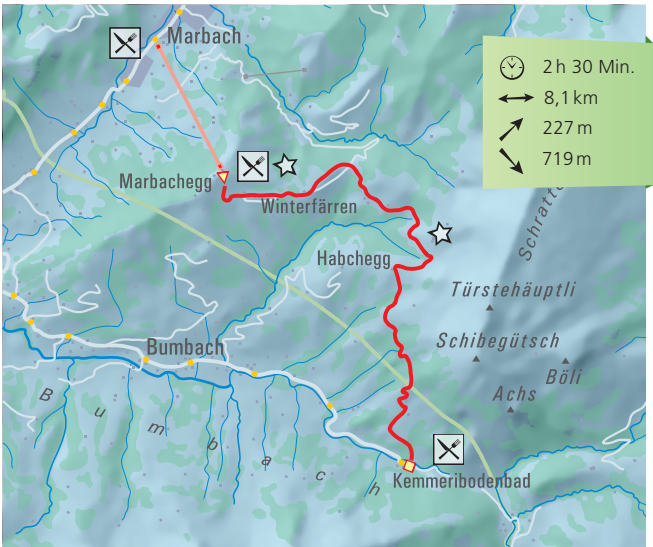 Marbach
2 h 30 Min.
8,1 km
227 m
719 m
Marbachegg
Winterfärren
Schratte
Habchegg
Türstehäuptli
Schibegütsch
Böli
Achs
Bumbach
Bumbach
Kemmeribodenbad